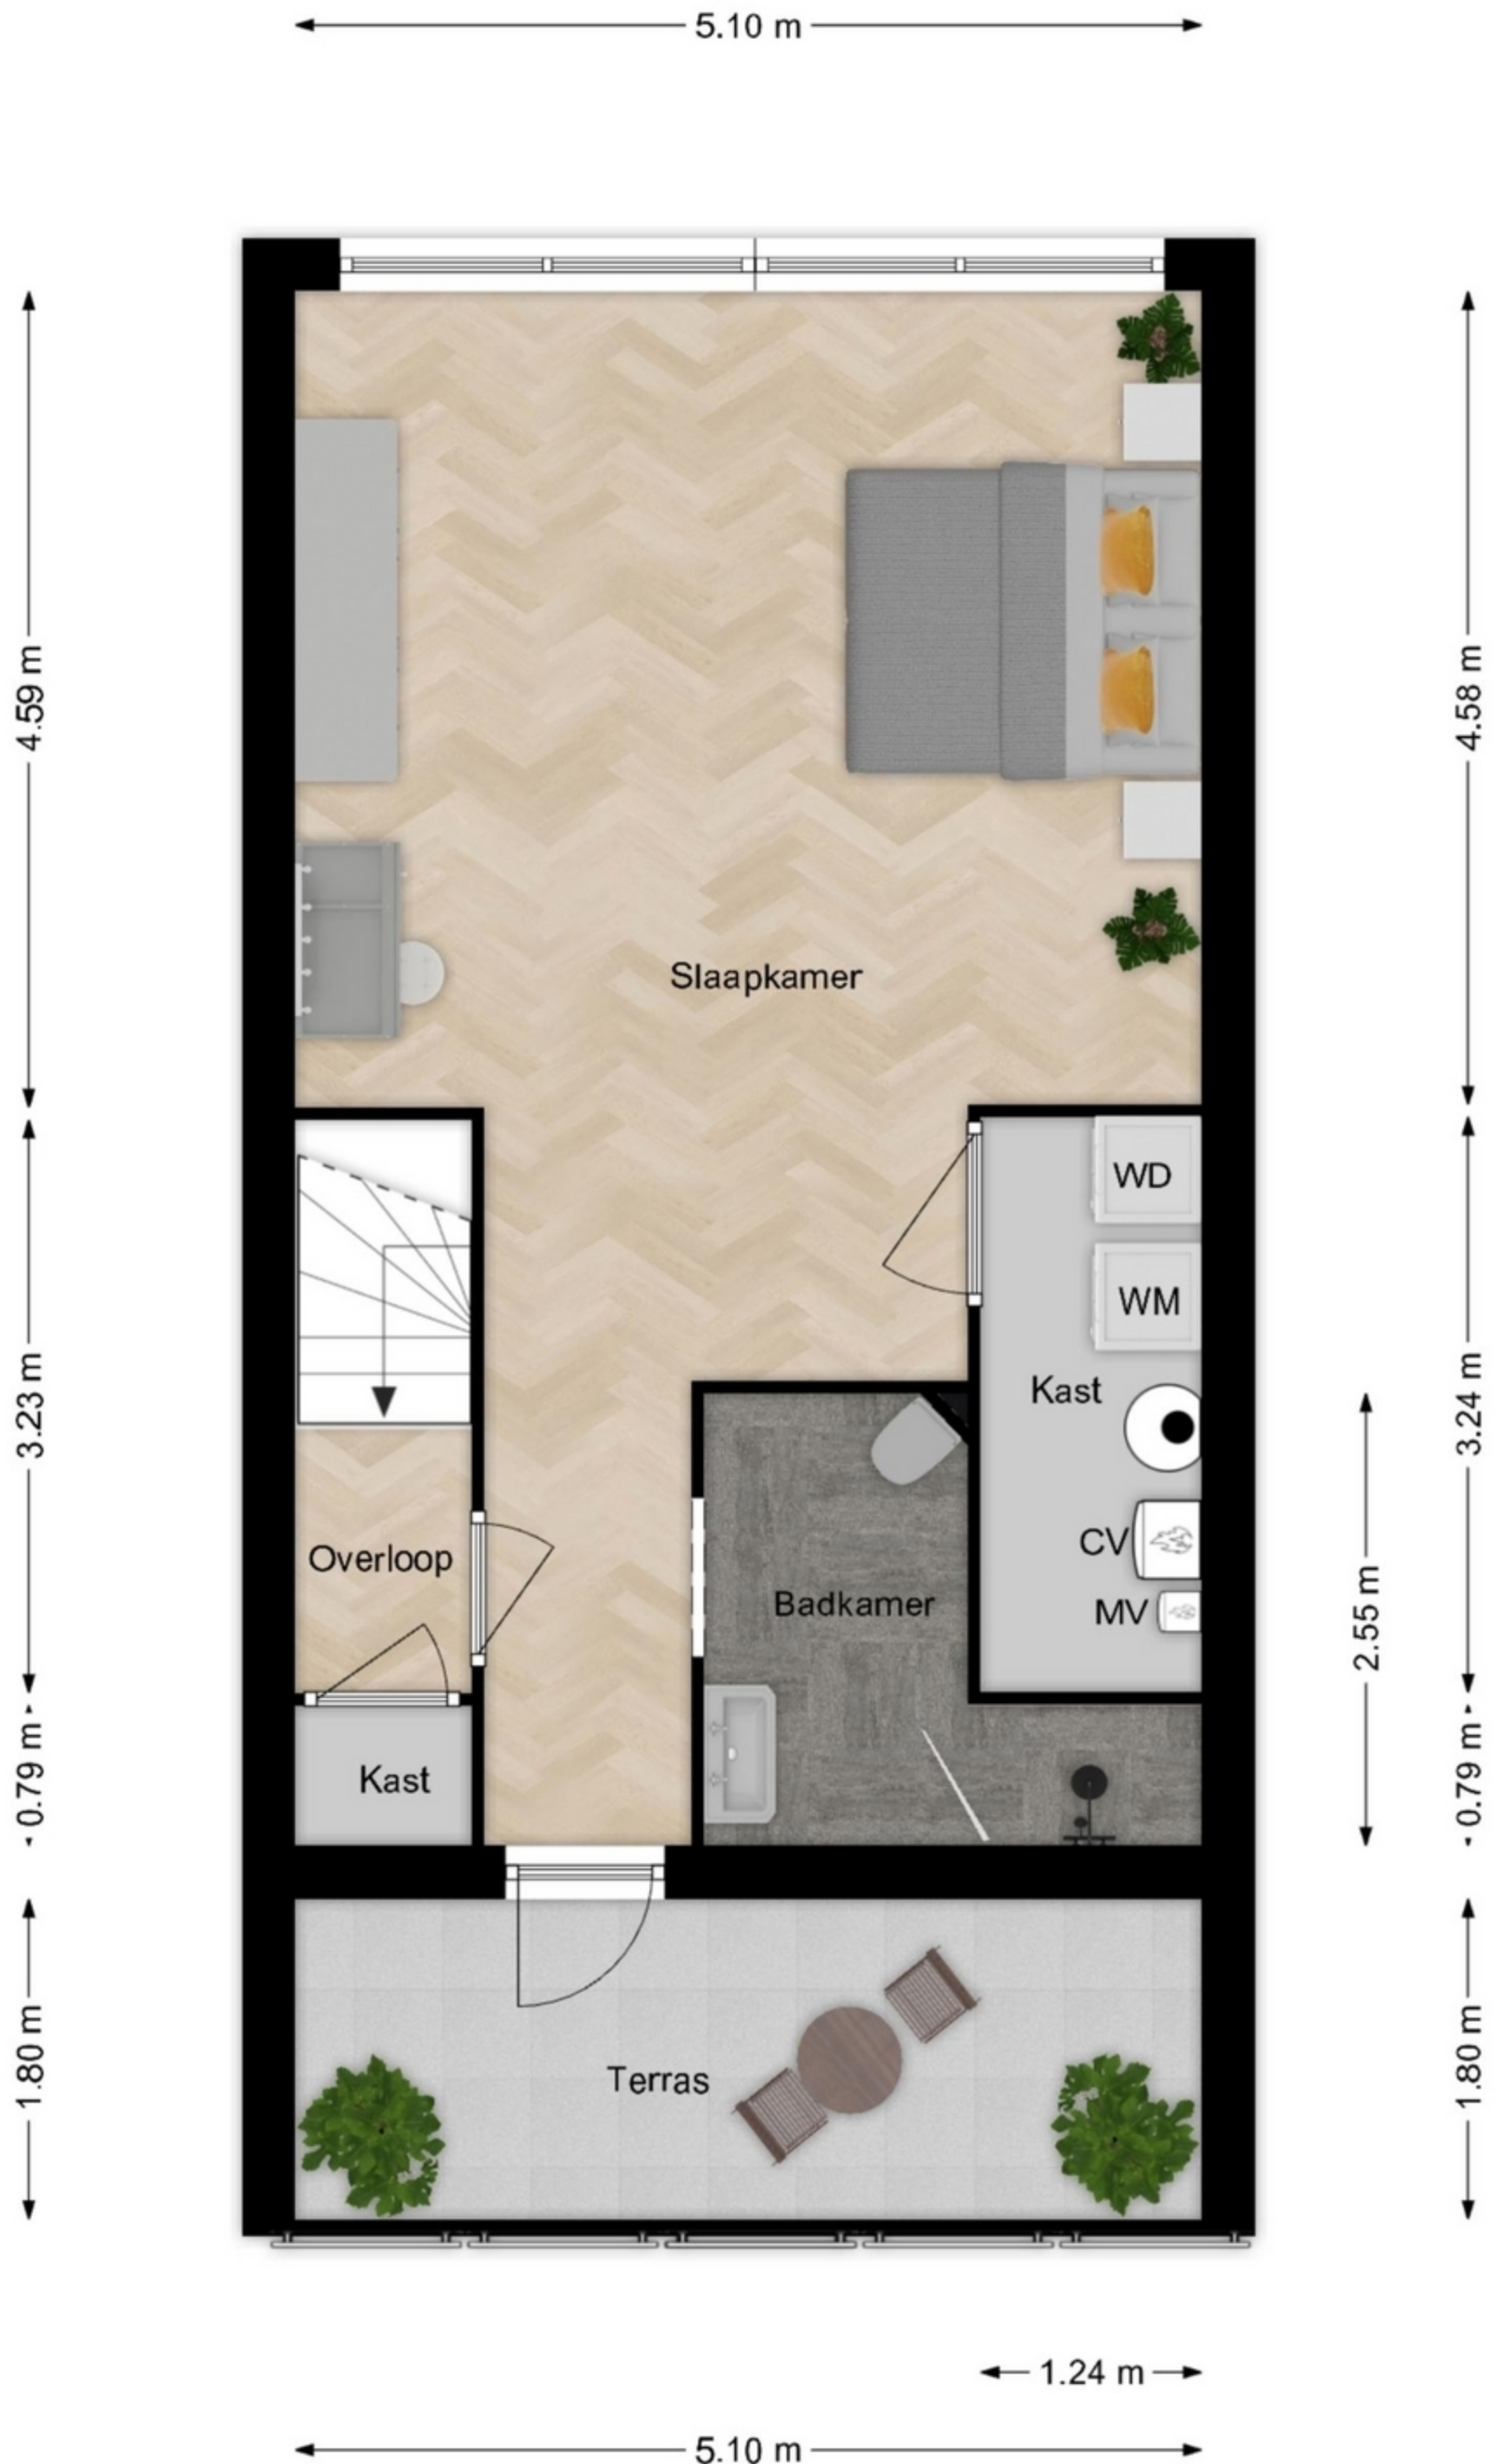 5.10 m
4.59 m
4.58 m
Slaapkamer
WD
WM
Kast
3.23 m
3.24 m
CV
Overloop
MV
Badkamer
2.55 m
Kast
0.79 m
0.79 m
Terras
1.80 m
1.80 m
1.24 m
5.10 m